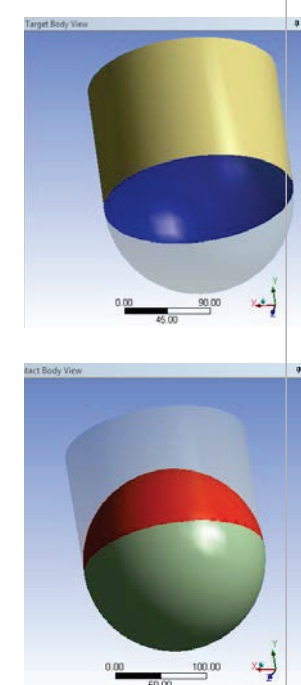 Target Body View
0.00
90.00
45.00
X
Y
Z
tact Body View
0.00
100.00
50.00
X
Y
Z